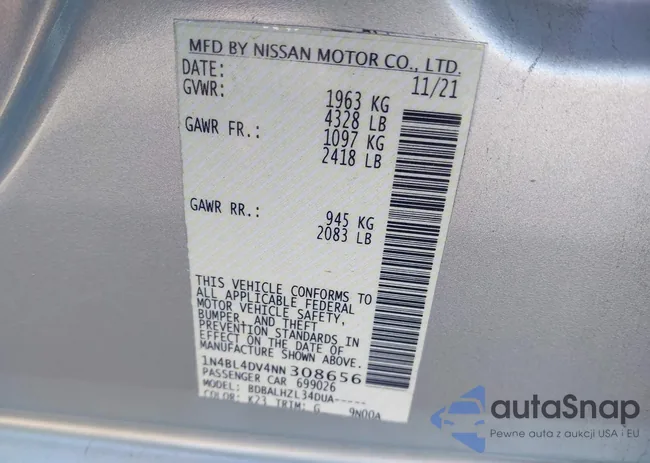 MFD BY NISSAN MOTOR CO., LTD.
DATE: 11/21
GVWR: 1963 KG
4328 LB
GAWR FR.: 1097 KG
2418 LB
GAWR RR.: 945 KG
2083 LB
THIS VEHICLE CONFORMS TO
ALL APPLICABLE FEDERAL
MOTOR VEHICLE SAFETY,
BUMPER, AND THEFT
PREVENTION STANDARDS IN
EFFECT ON THE DATE OF
MANUFACTURE SHOWN ABOVE.
1N4BL4DV4NN 308656
PASSENGER CAR 699026
MODEL: BDBALHZL34DUA-----
COLOR: K23 TRIM: G 9N00A
autoSnap
Pewne auta z aukcji USA i EU